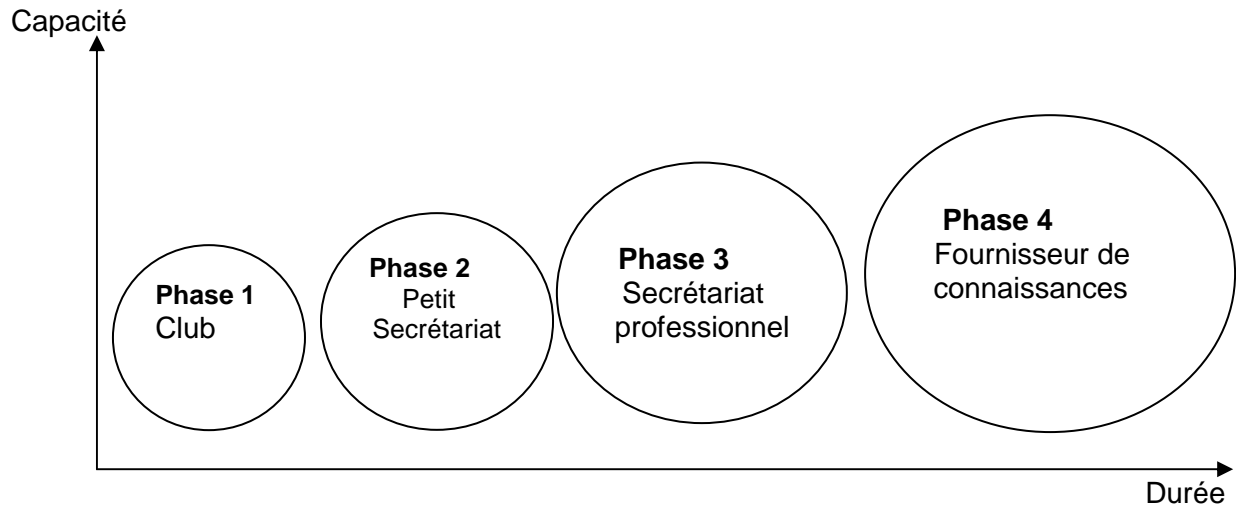 Capacité
Phase 1
Club
Phase 2
Petit
Secrétariat
Phase 3
Secrétariat
professionnel
Phase 4
Fournisseur de
connaissances
Durée